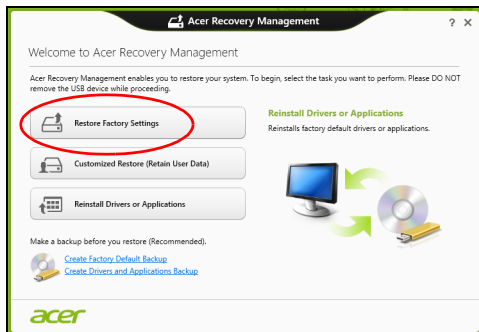 Acer Recovery Management
? ×
Welcome to Acer Recovery Management
Acer Recovery Management enables you to restore your system. To begin, select the task you want to perform. Please DO NOT
remove the USB device while proceeding.
Restore Factory Settings
Customized Restore (Retain User Data)
Reinstall Drivers or Applications
Reinstall Drivers or Applications
Reinstalls factory default drivers or applications.
Make a backup before you restore (Recommended).
Create Factory Default Backup
Create Drivers and Applications Backup
acer